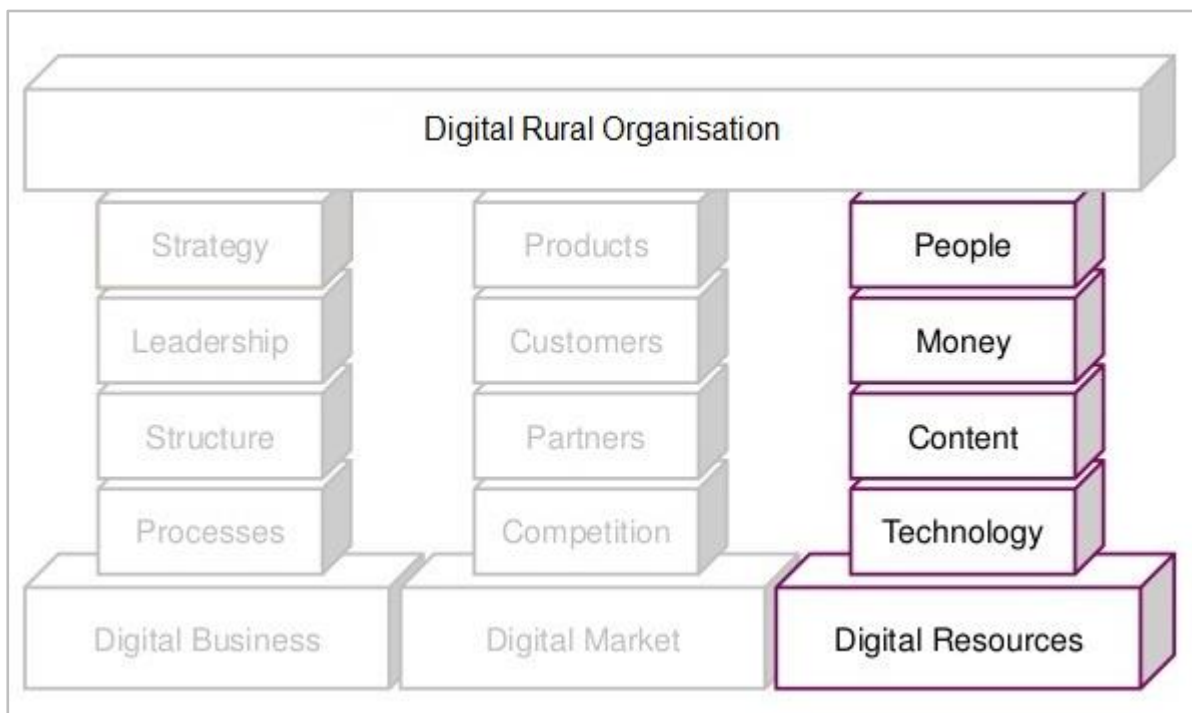 Digital Rural Organisation
Strategy
Products
People
Leadership
Customers
Money
Structure
Partners
Content
Processes
Competition
Technology
Digital Business
Digital Market
Digital Resources